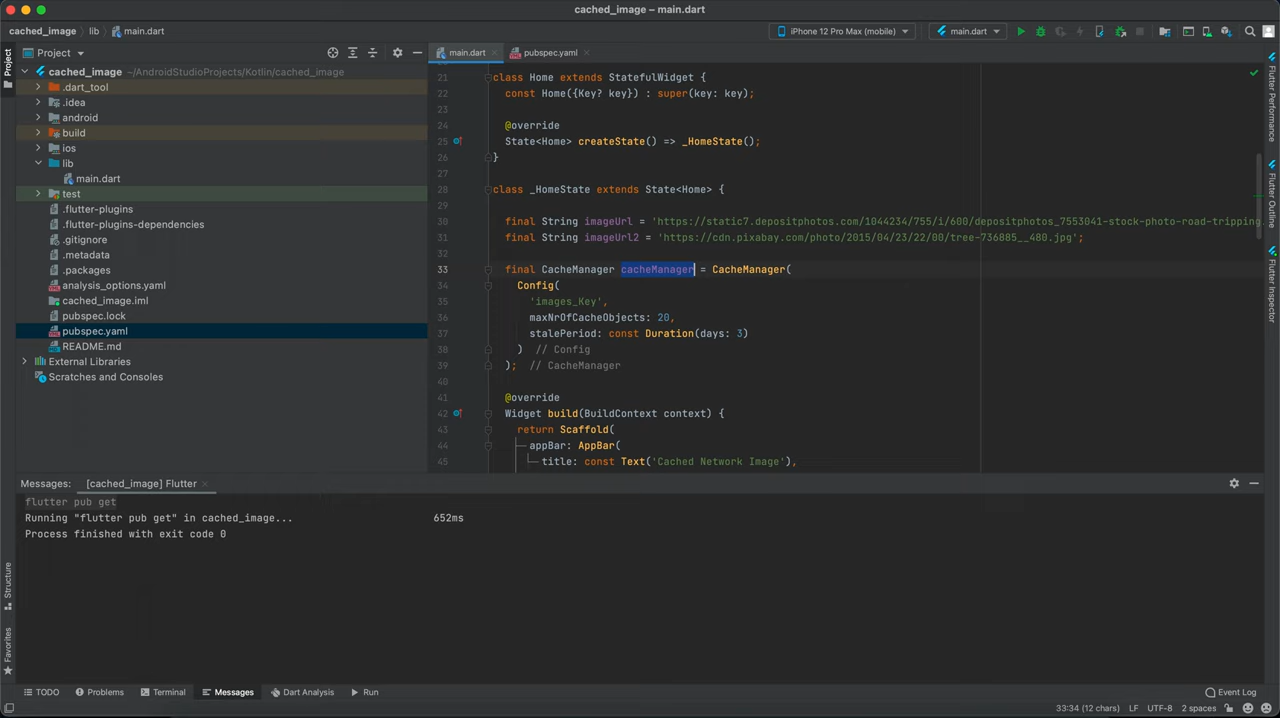 cached_image – main.dart
cached_image
lib
main.dart
iPhone 12 Pro Max (mobile)
main.dart
Project
Project
main.dart
pubspec.yaml
cached_image ~/AndroidStudioProjects/Kotlin/cached_image
.dart_tool
.idea
android
build
ios
lib
main.dart
test
.flutter-plugins
.flutter-plugins-dependencies
.gitignore
.metadata
.packages
analysis_options.yaml
cached_image.iml
pubspec.lock
pubspec.yaml
README.md
External Libraries
Scratches and Consoles
21 class Home extends StatefulWidget {
22 const Home({Key? key}) : super(key: key);
23
24 @override
25 State<Home> createState() => _HomeState();
26 }
27
28 class _HomeState extends State<Home> {
29
30 final String imageUrl = 'https://static7.depositphotos.com/1044234/755/i/600/depositphotos_7553041-stock-photo-road-tripping
31 final String imageUrl2 = 'https://cdn.pixabay.com/photo/2015/04/23/22/00/tree-736885__480.jpg';
32
33 final CacheManager cacheManager = CacheManager(
34 Config(
35 'images_Key',
36 maxNrOfCacheObjects: 20,
37 stalePeriod: const Duration(days: 3)
38 ) // Config
39 ); // CacheManager
40
41 @override
42 Widget build(BuildContext context) {
43 return Scaffold(
44 appBar: AppBar(
45 title: const Text('Cached Network Image'),
Flutter Performance
Flutter Outline
Flutter Inspector
Messages: [cached_image] Flutter
flutter pub get
Running "flutter pub get" in cached_image... 652ms
Process finished with exit code 0
Structure
Favorites
TODO
Problems
Terminal
Messages
Dart Analysis
Run
Event Log
33:34 (12 chars) LF UTF-8 2 spaces